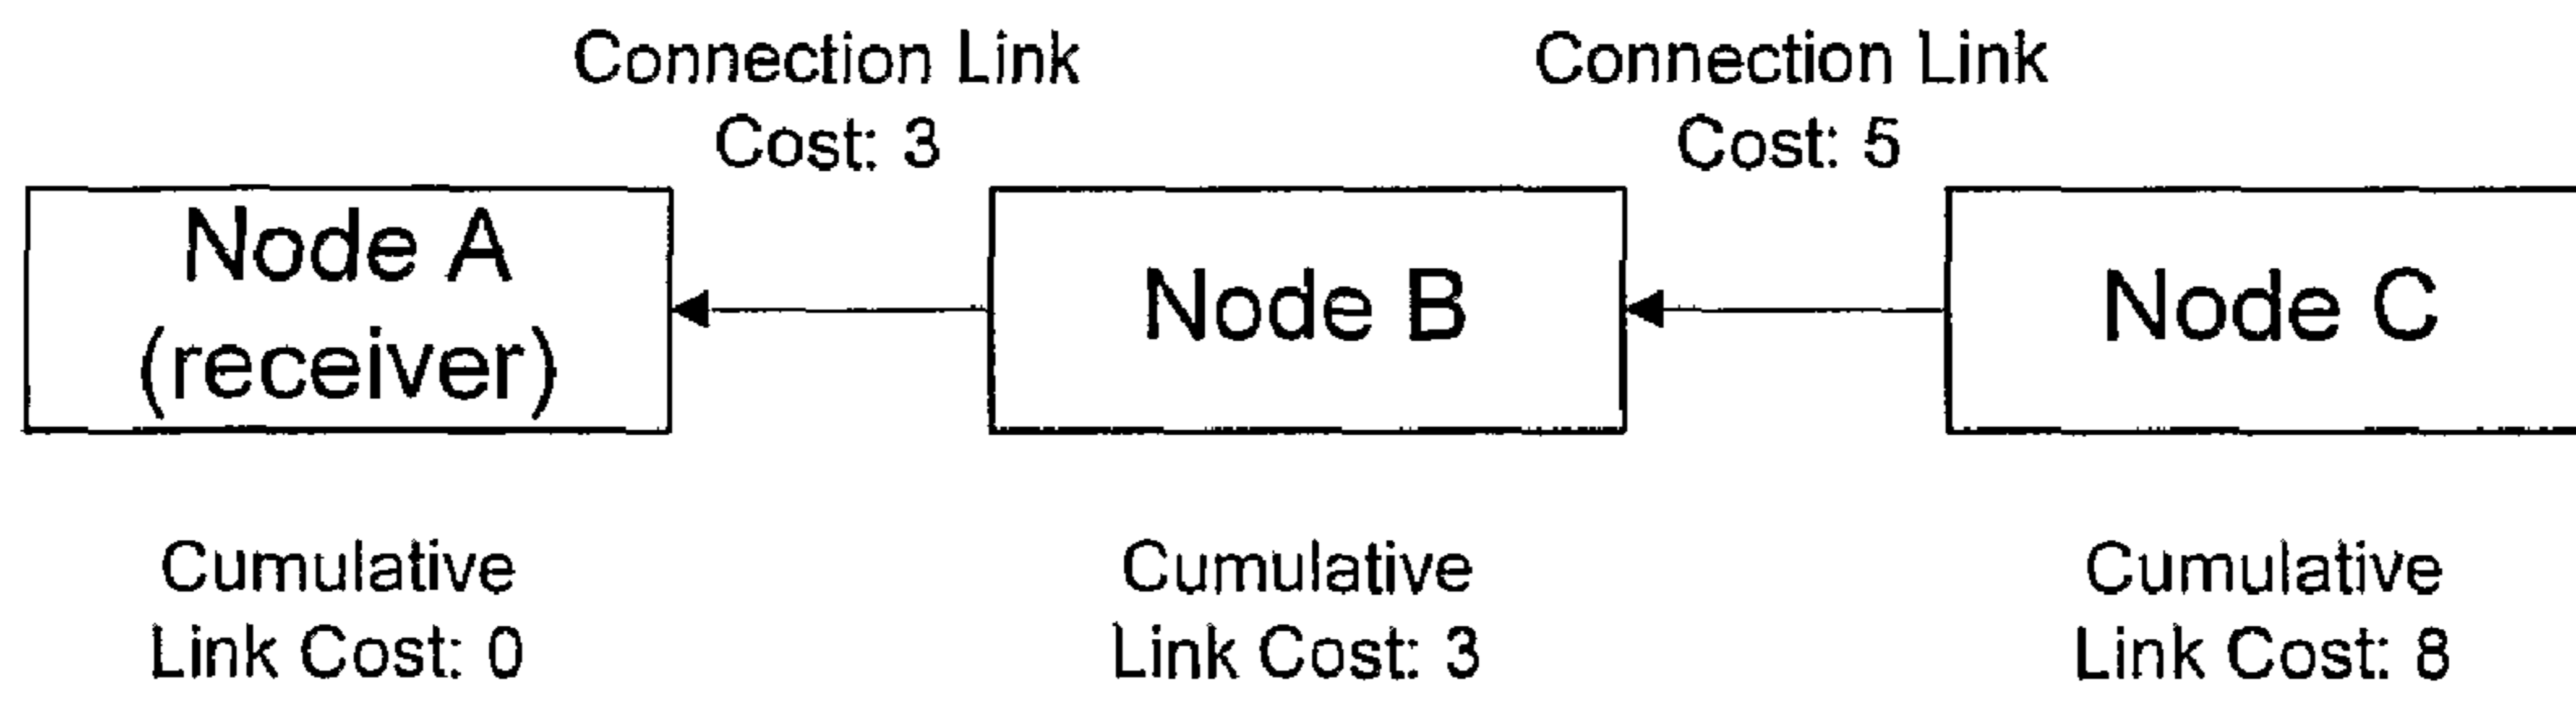 Connection Link
Cost: 3
Connection Link
Cost: 5
Node A
(receiver)
Node B
Node C
Cumulative
Link Cost: 0
Cumulative
Link Cost: 3
Cumulative
Link Cost: 8